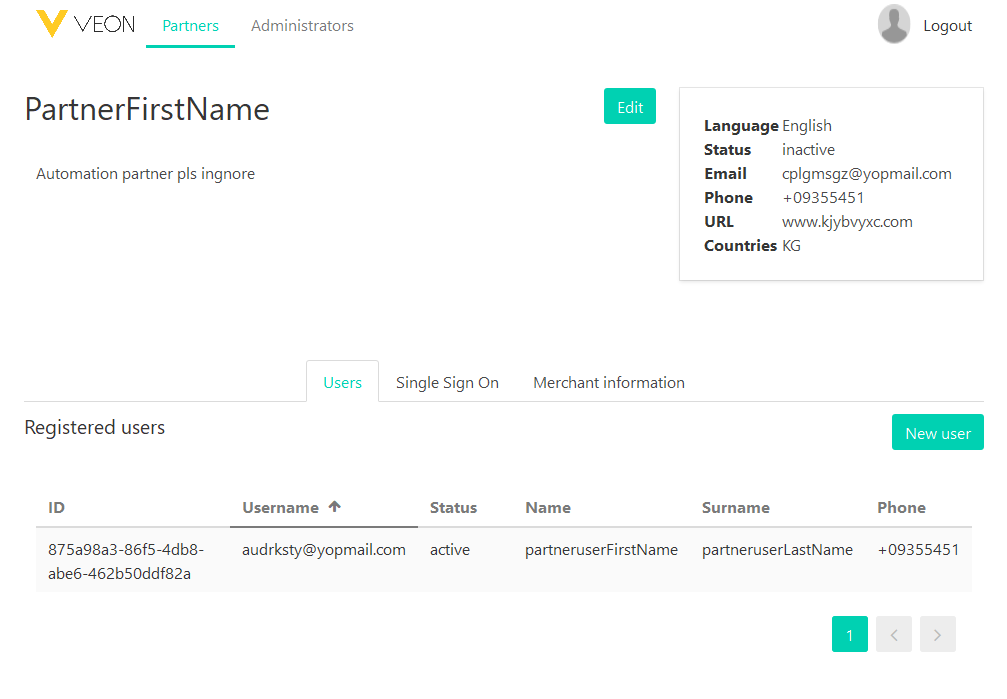 VEON Partners Administrators Logout
PartnerFirstName Edit
Automation partner pls ingnore
Language English
Status inactive
Email cplgmsgz@yopmail.com
Phone +09355451
URL www.kjybvyxc.com
Countries KG
Users Single Sign On Merchant information
Registered users New user
ID Username Status Name Surname Phone
875a98a3-86f5-4db8- audrksty@yopmail.com active partneruserFirstName partneruserLastName +09355451
abe6-462b50ddf82a
1